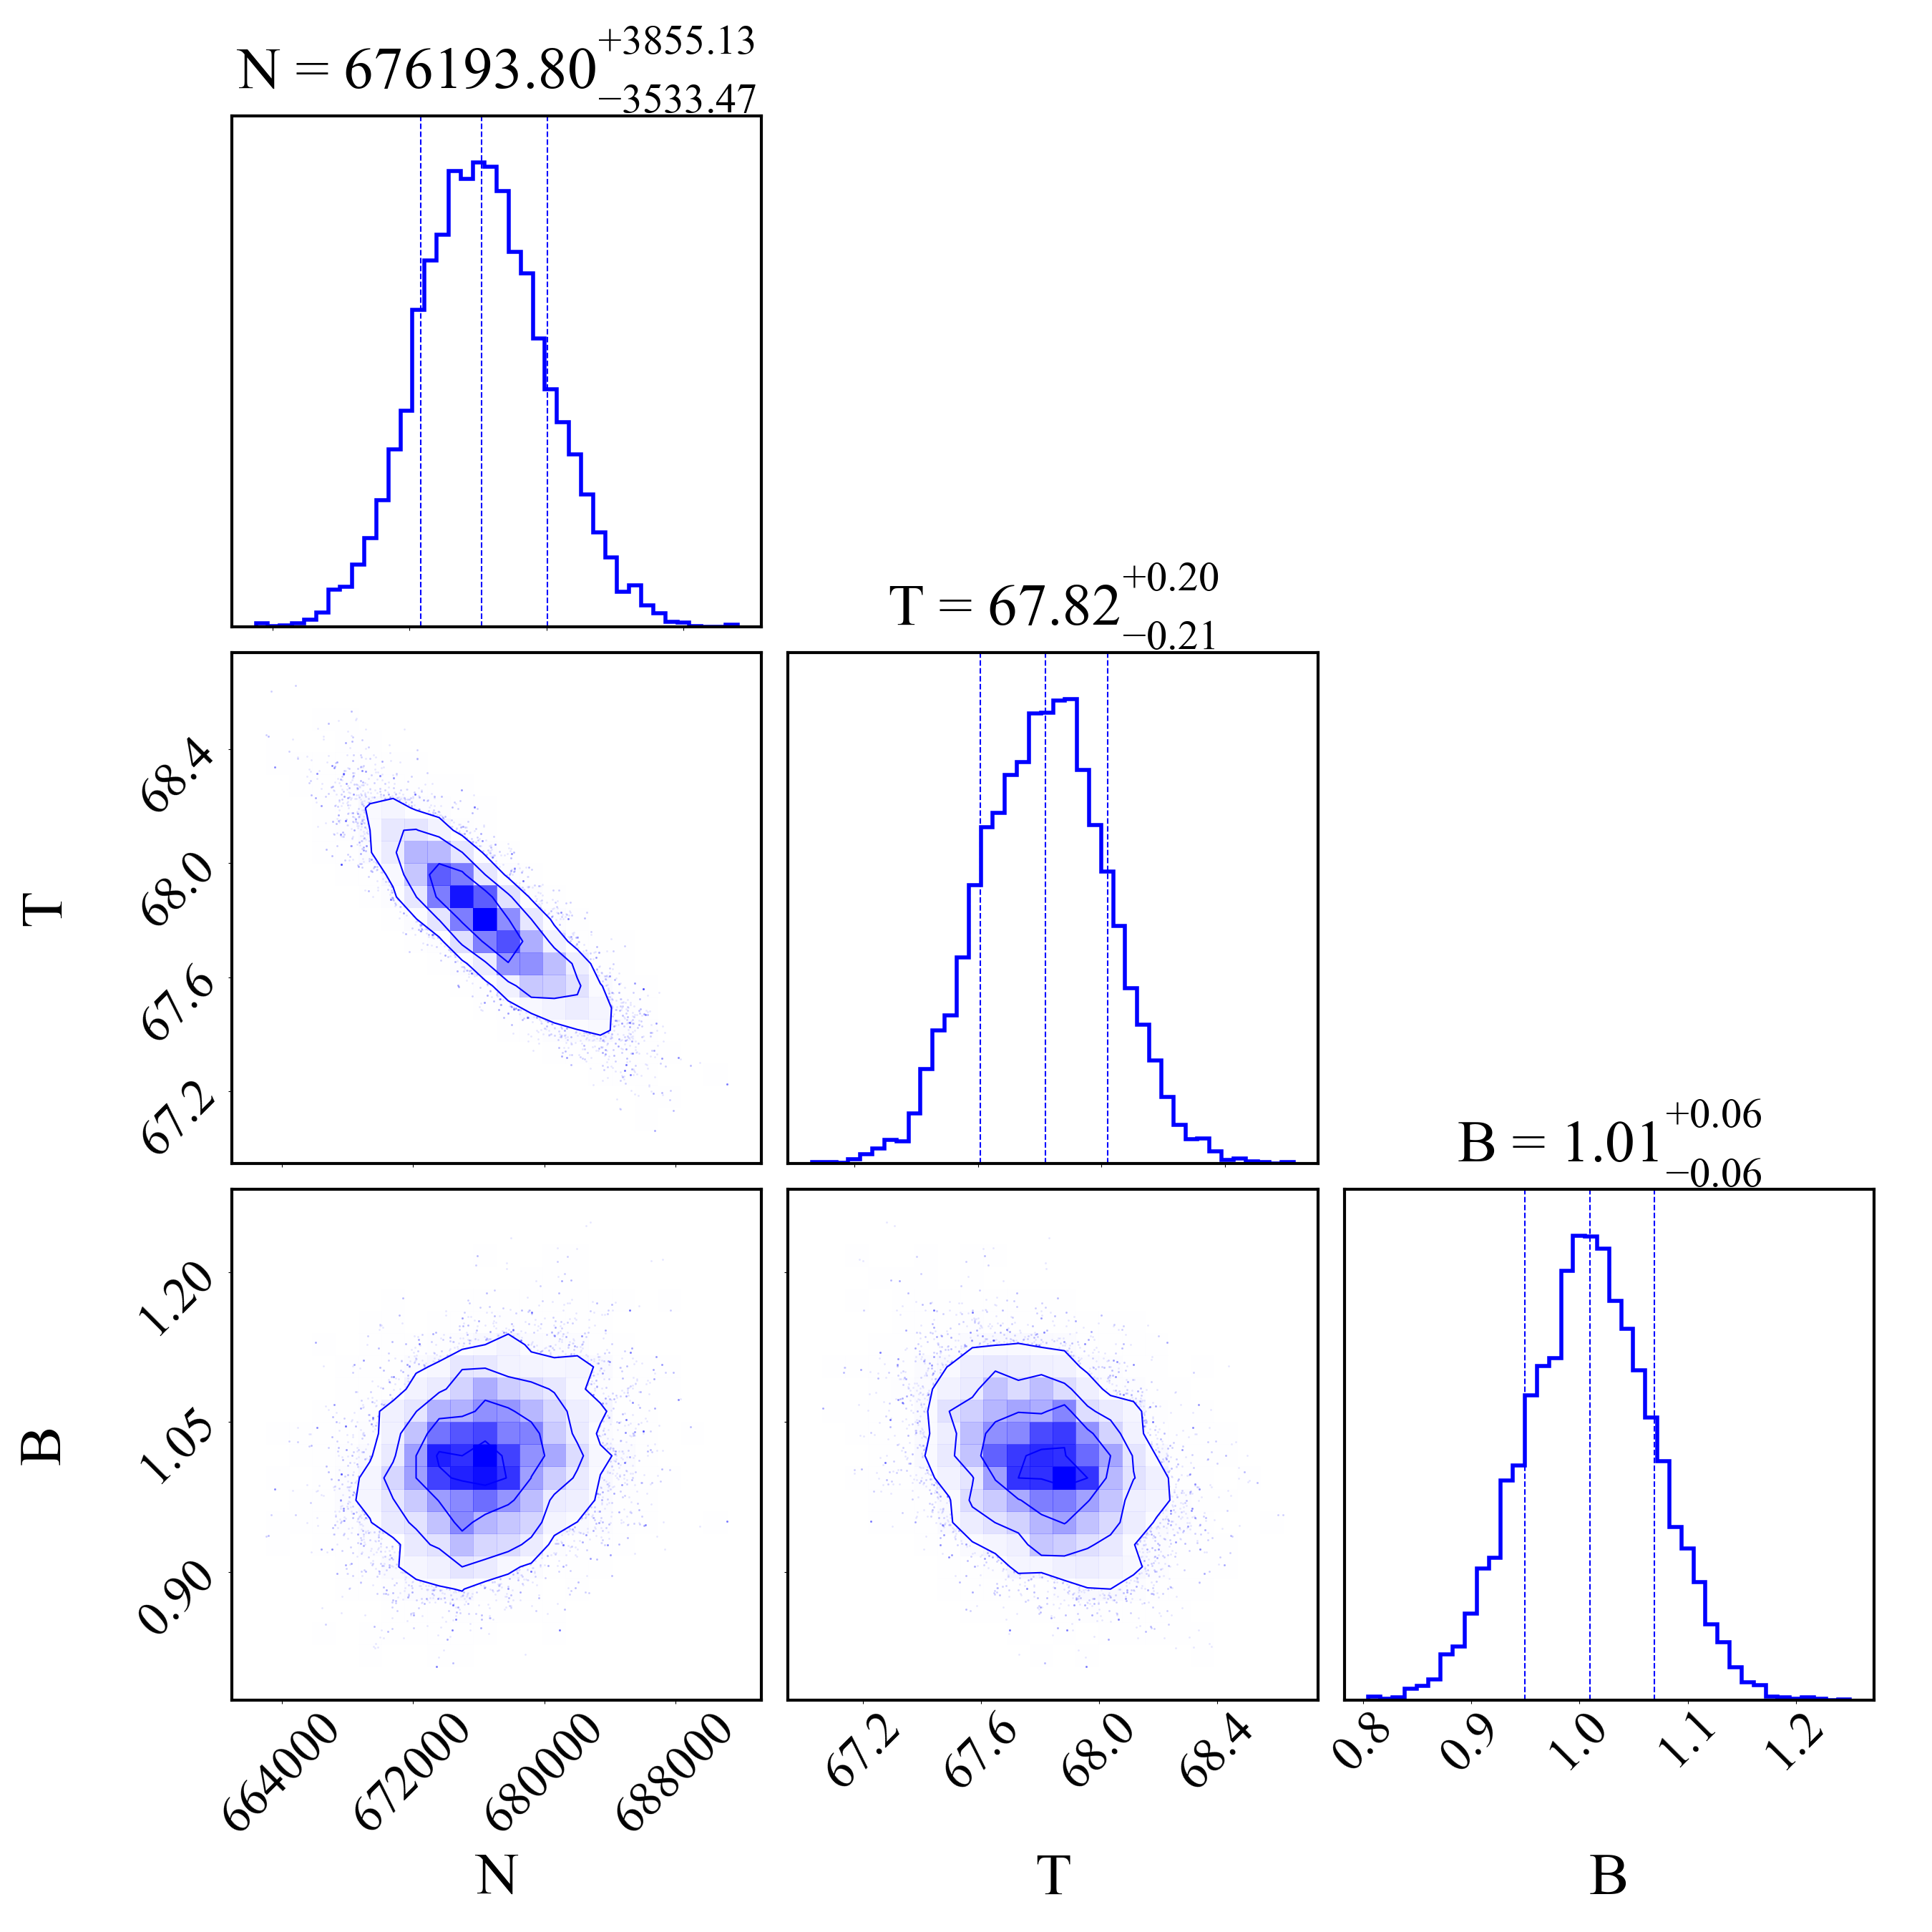 N = 676193.80 +3855.13 −3533.47
T = 67.82 +0.20 −0.21
68.4
68.0
67.6
67.2
T
B = 1.01 +0.06 −0.06
1.20
1.05
0.90
B
664000 672000 680000 688000
67.2 67.6 68.0 68.4
0.8 0.9 1.0 1.1 1.2
N T B